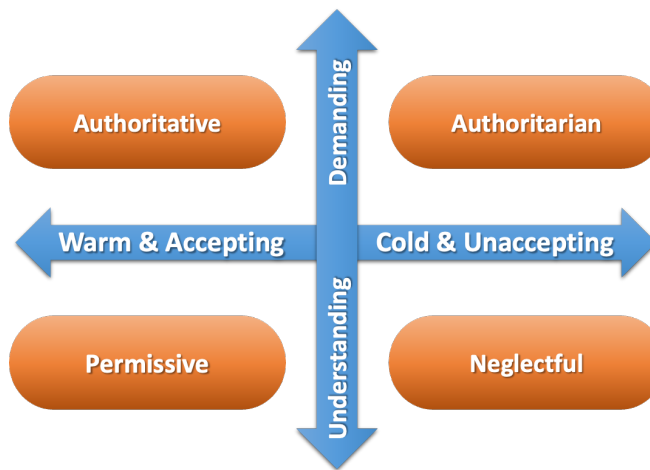 Authoritative
Authoritarian
Demanding
Warm & Accepting
Cold & Unaccepting
Understanding
Permissive
Neglectful